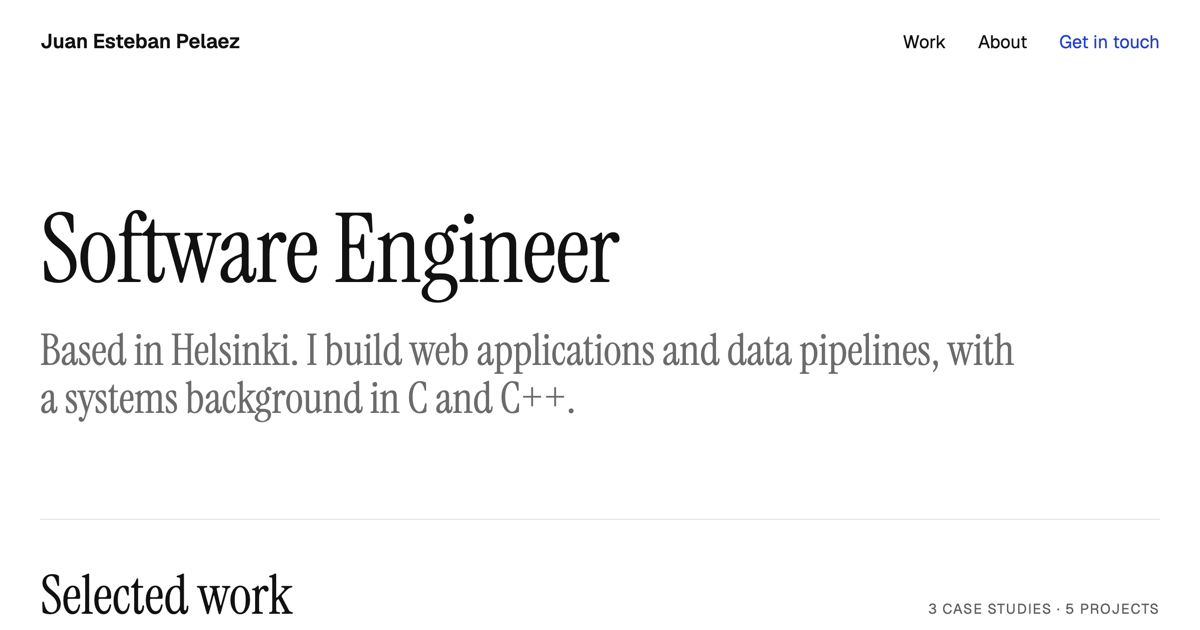 Juan Esteban Pelaez
Work
About
Get in touch
Software Engineer
Based in Helsinki. I build web applications and data pipelines, with
a systems background in C and C++.
Selected work
3 CASE STUDIES · 5 PROJECTS